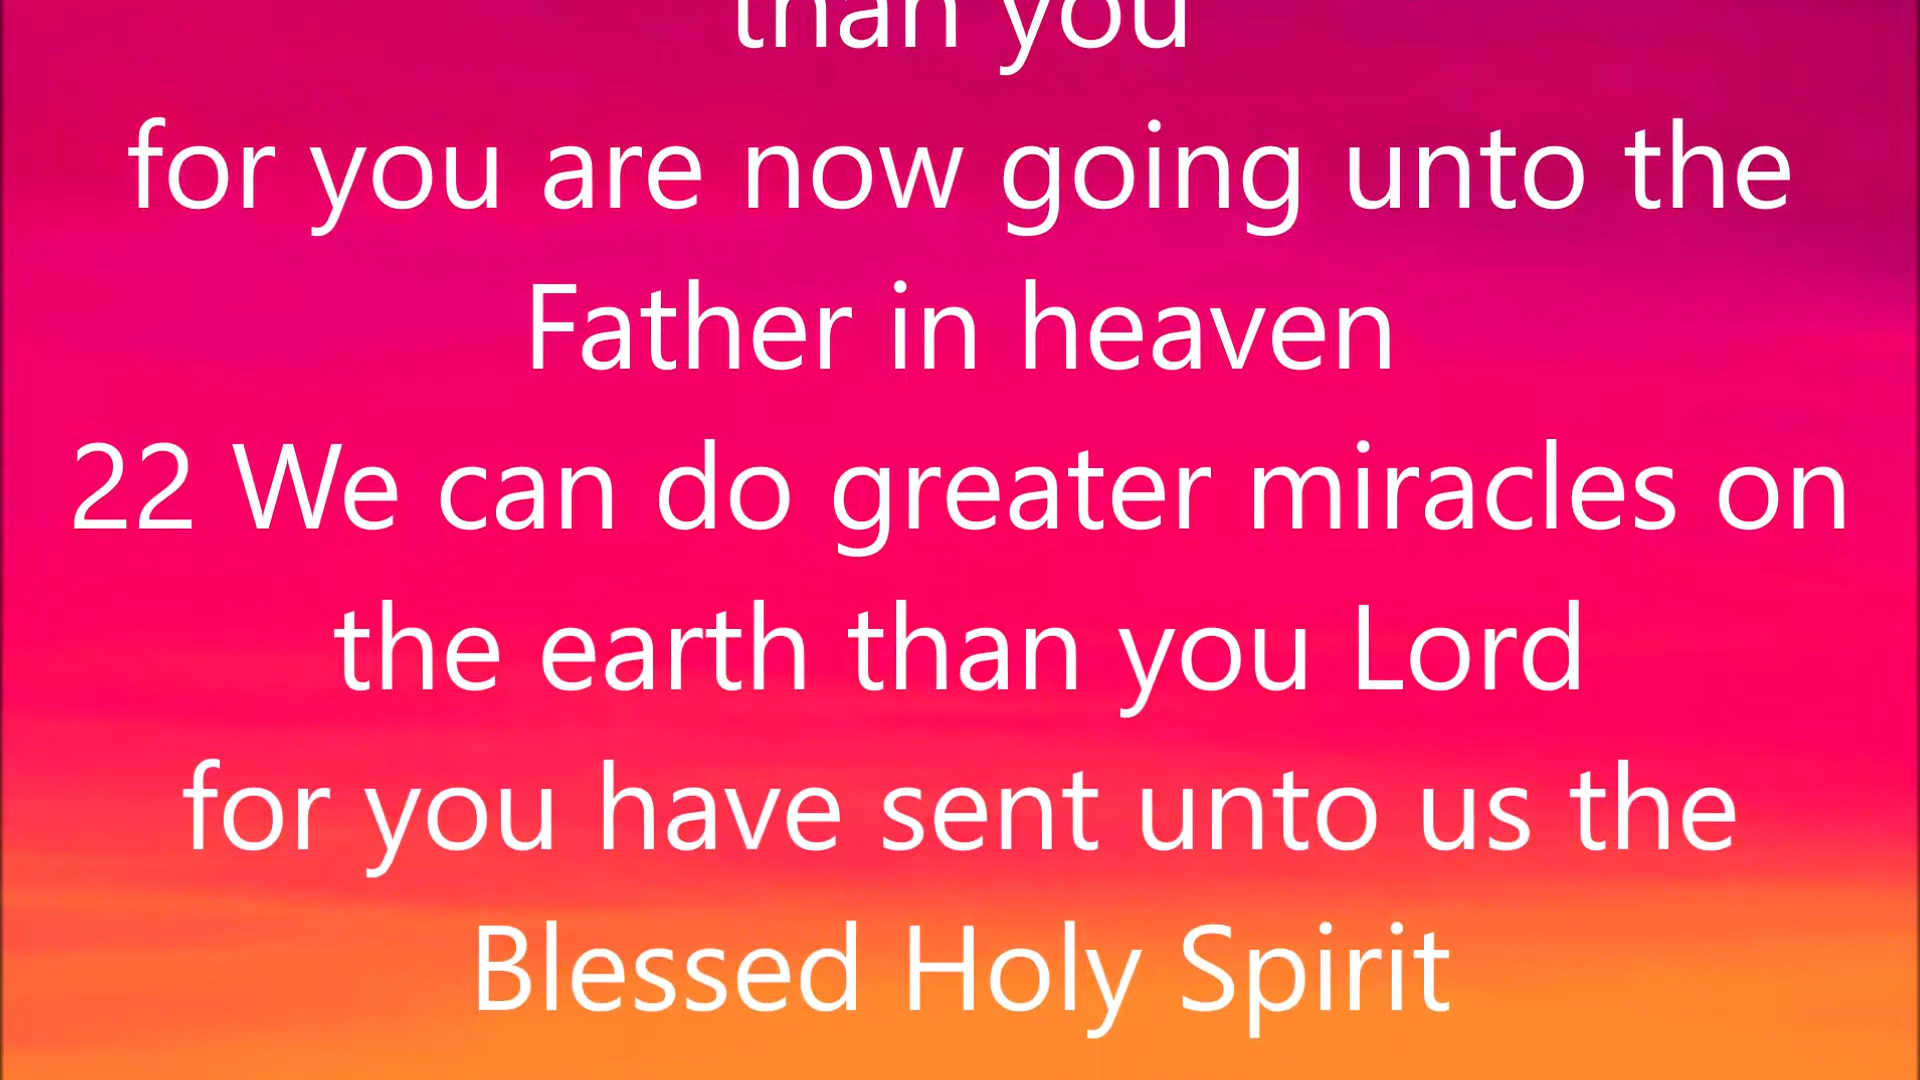 than you
for you are now going unto the
Father in heaven
22 We can do greater miracles on
the earth than you Lord
for you have sent unto us the
Blessed Holy Spirit